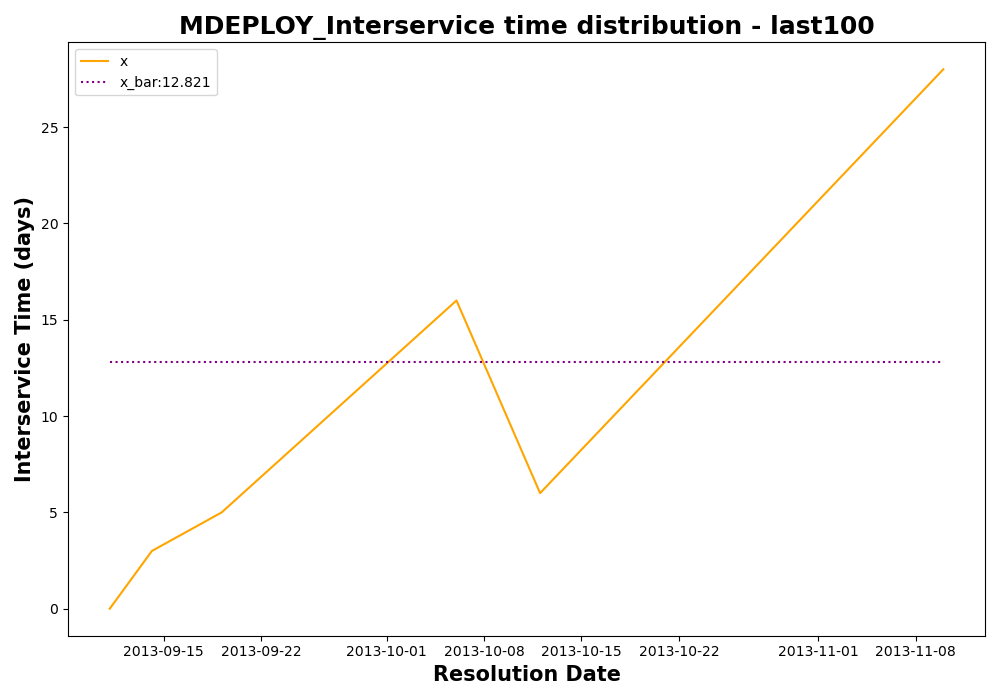 MDEPLOY_Interservice time distribution - last100
x
x_bar:12.821
Interservice Time (days)
25
20
15
10
5
0
2013-09-15 2013-09-22 2013-10-01 2013-10-08 2013-10-15 2013-10-22 2013-11-01 2013-11-08
Resolution Date